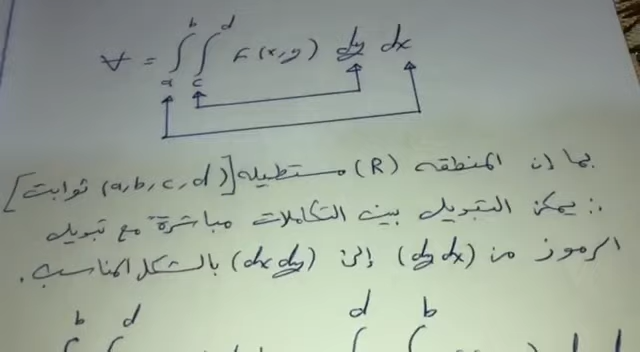 ∀ = ∫_a^b ∫_c^d F(x,y) dy dx
بما ان المنطقه (R) مستطيله [(a,b,c,d) ثوابت]
∴ يمكن التبديل بين التكاملات مباشرة مع تبديل
الرموز من (dy dx) إلى (dx dy) بالشكل المناسب.
b d d b